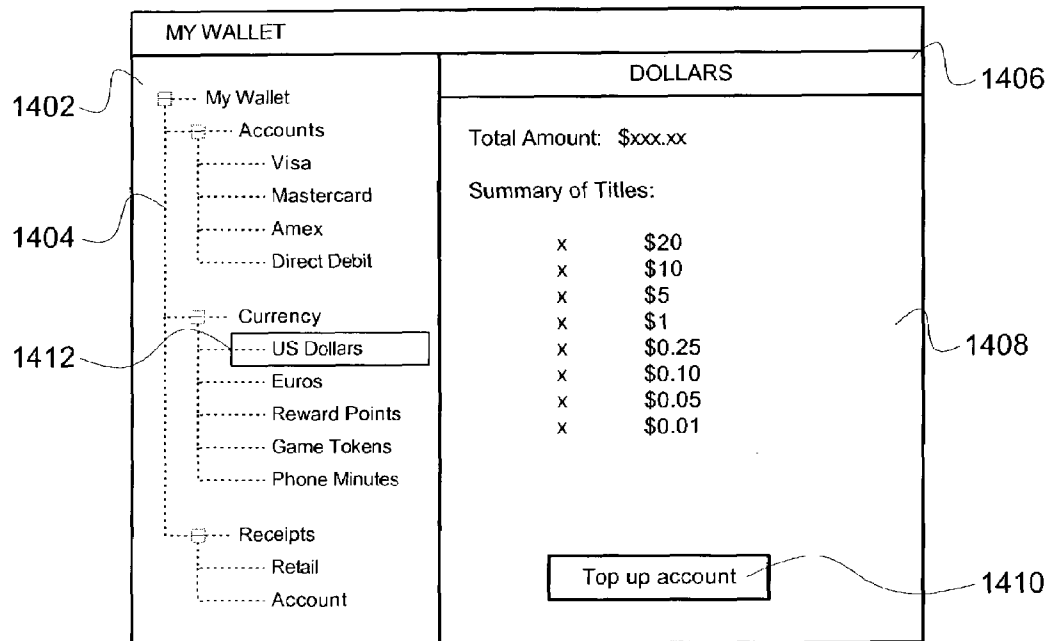 MY WALLET
1402
My Wallet
Accounts
Visa
Mastercard
Amex
Direct Debit
1404
Currency
US Dollars
1412
Euros
Reward Points
Game Tokens
Phone Minutes
Receipts
Retail
Account
DOLLARS
1406
Total Amount: $xxx.xx
Summary of Titles:
x $20
x $10
x $5
x $1
x $0.25
x $0.10
x $0.05
x $0.01
1408
Top up account
1410